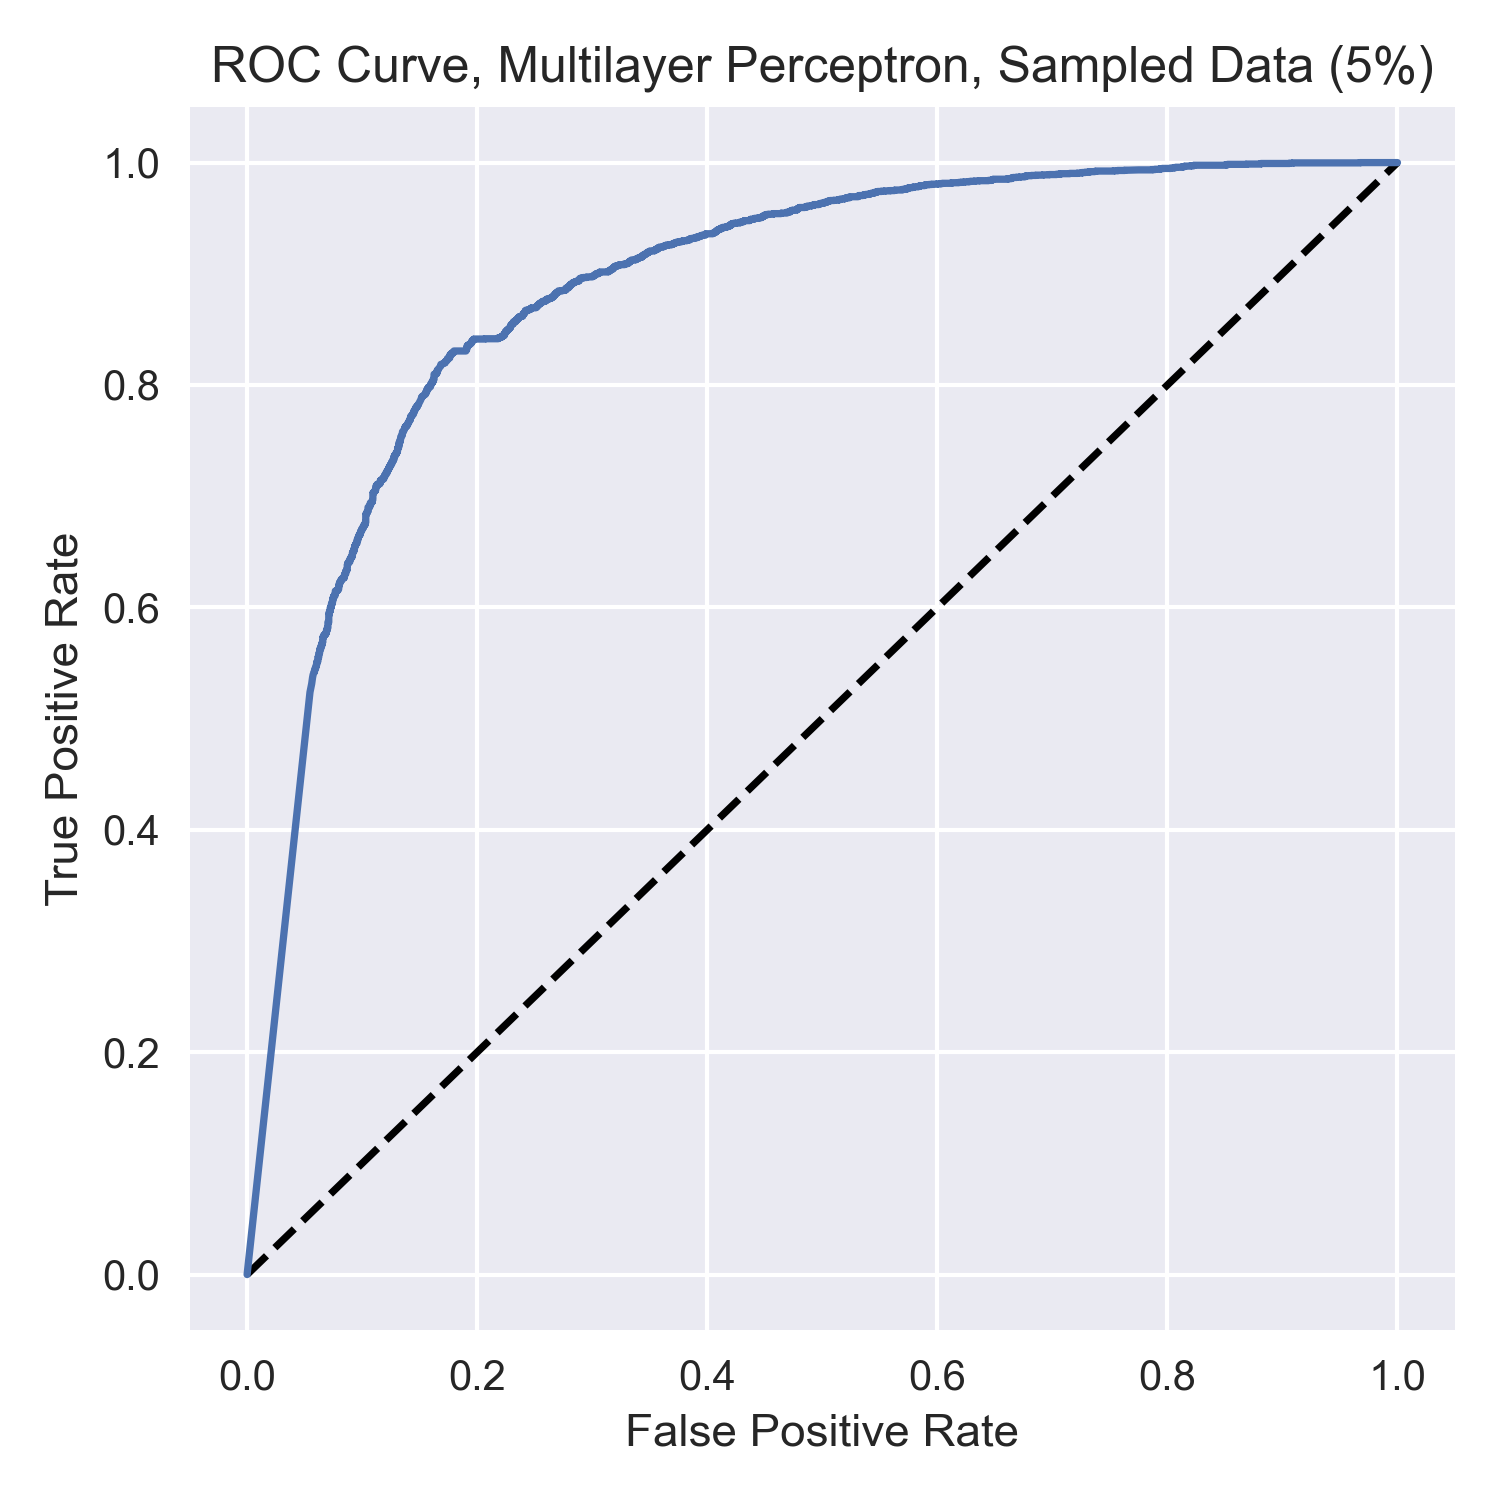 ROC Curve, Multilayer Perceptron, Sampled Data (5%)
1.0
0.8
0.6
0.4
0.2
0.0
True Positive Rate
0.0 0.2 0.4 0.6 0.8 1.0
False Positive Rate